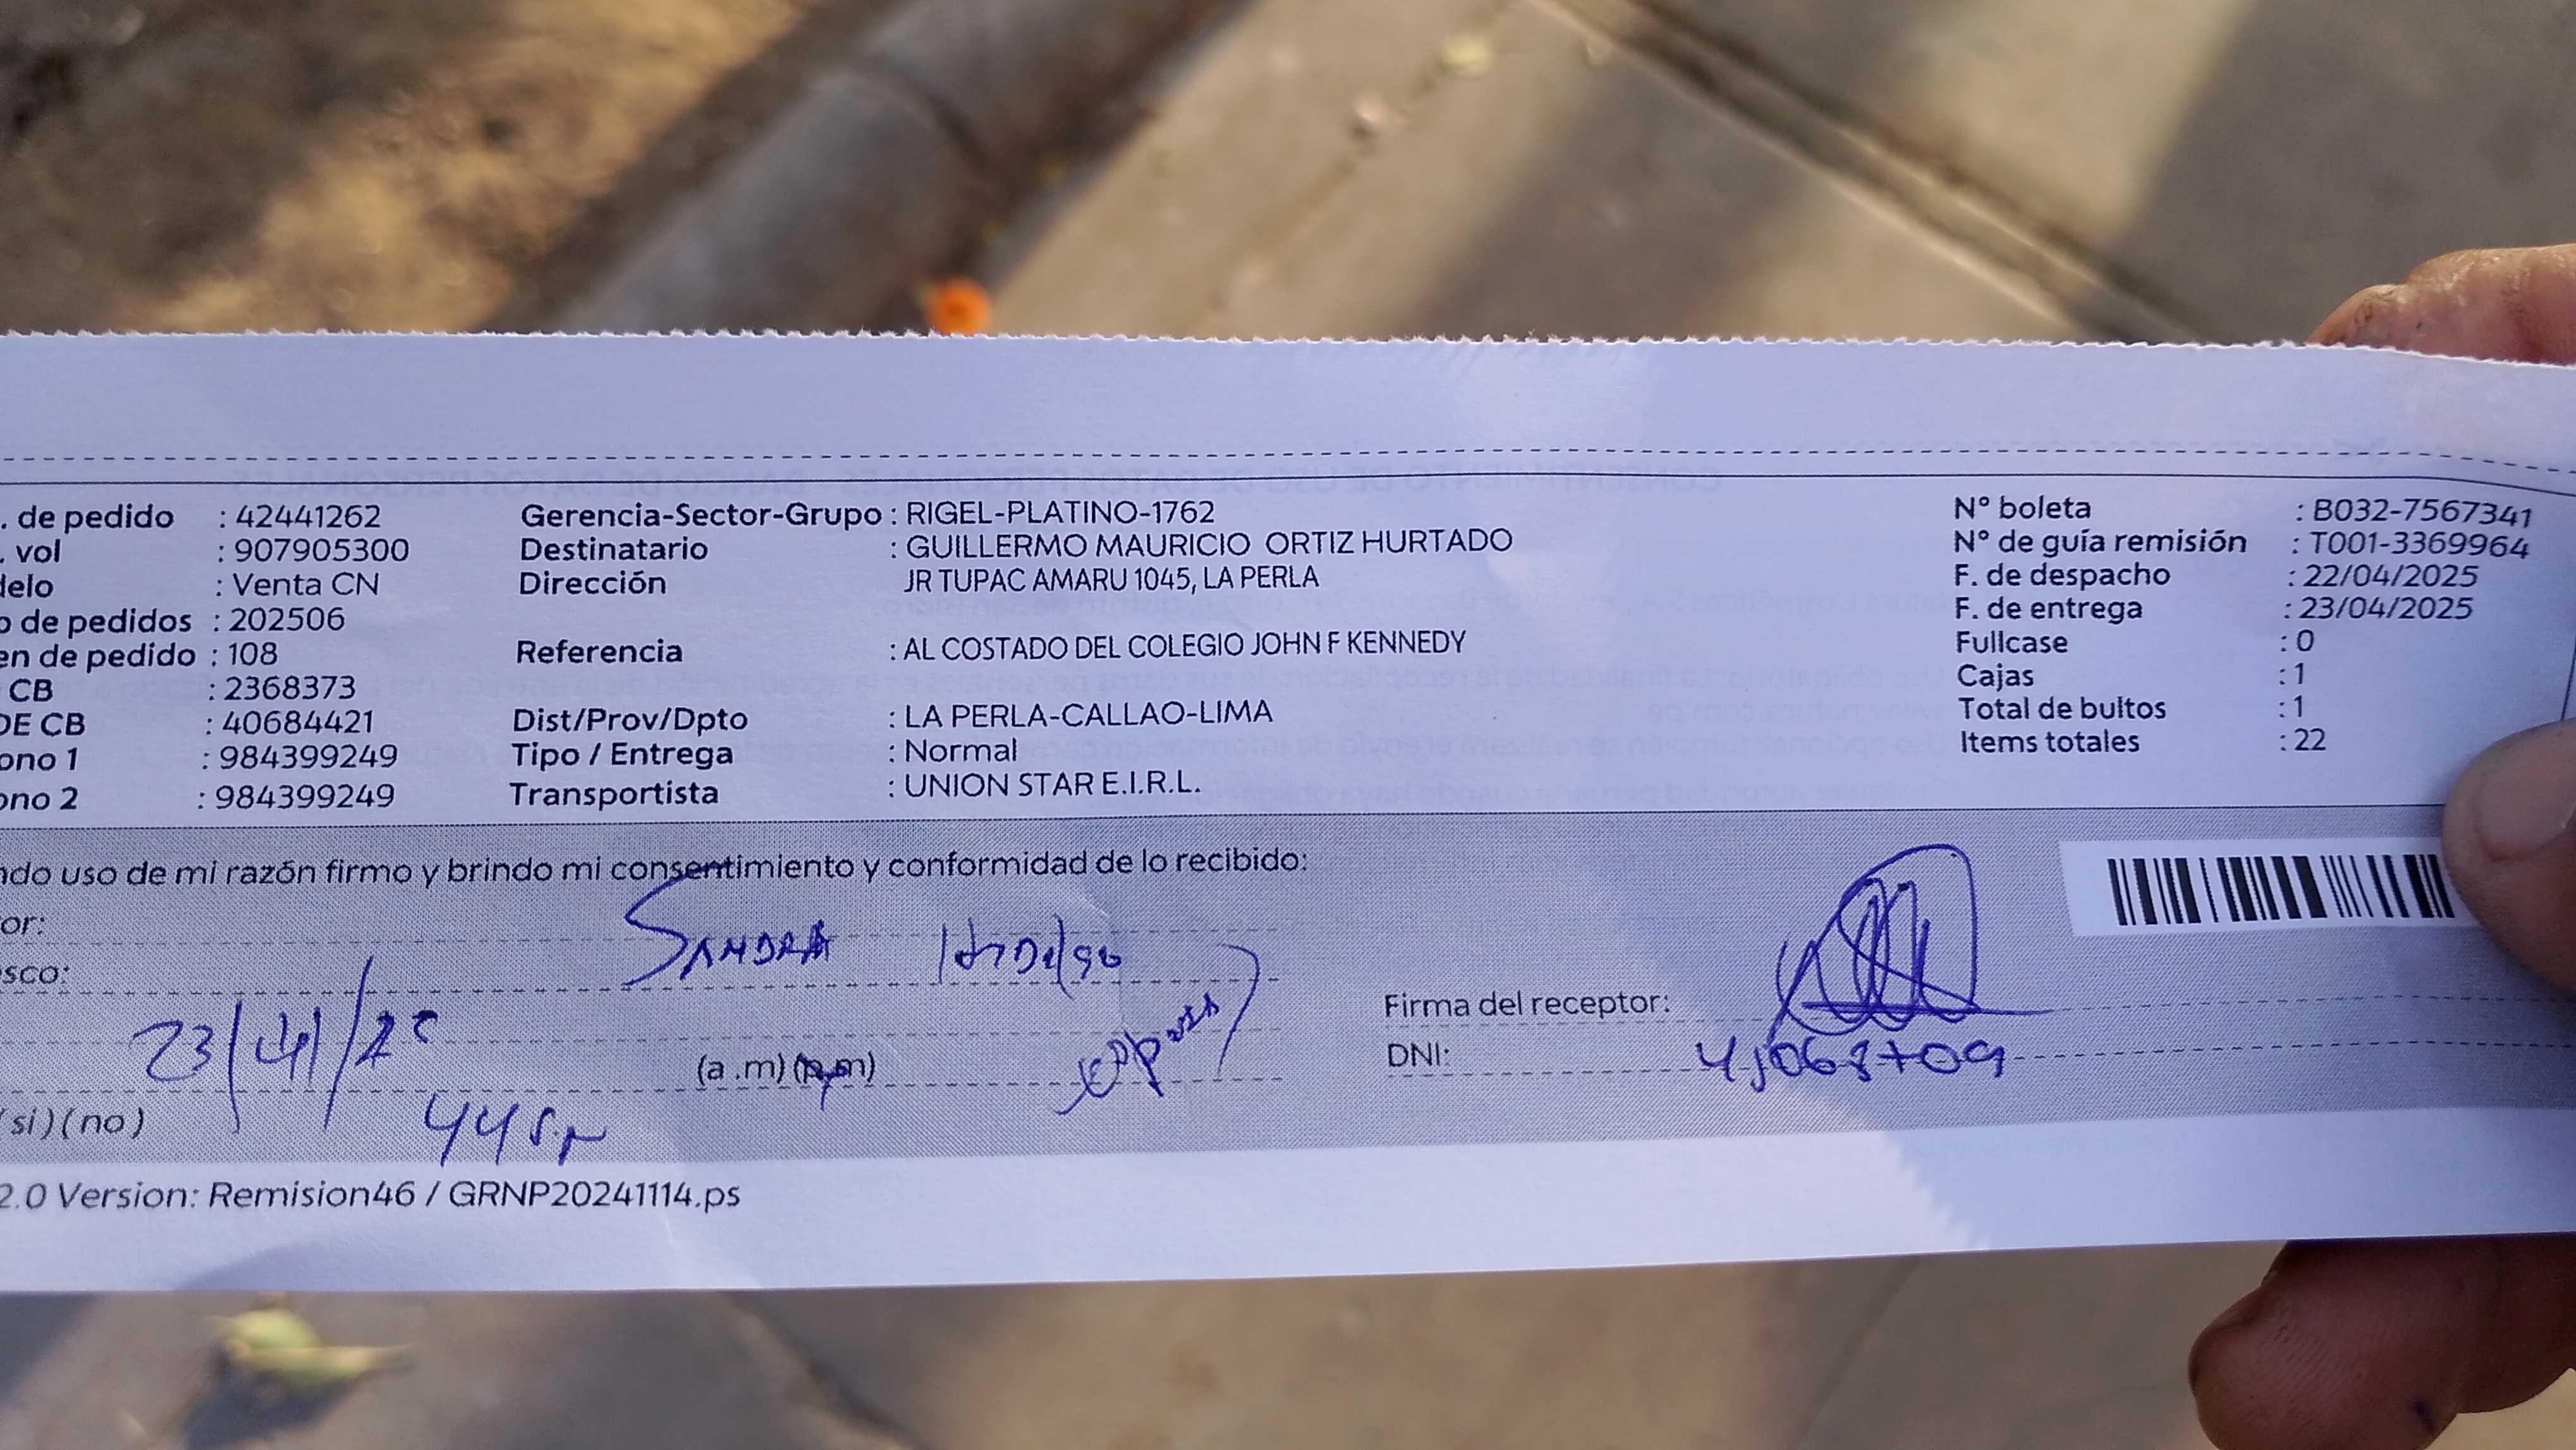 . de pedido : 42441262
. vol : 907905300
delo : Venta CN
o de pedidos : 202506
en de pedido : 108
CB : 2368373
DE CB : 40684421
ono 1 : 984399249
ono 2 : 984399249
Gerencia-Sector-Grupo : RIGEL-PLATINO-1762
Destinatario : GUILLERMO MAURICIO ORTIZ HURTADO
Dirección JR TUPAC AMARU 1045, LA PERLA
Referencia : AL COSTADO DEL COLEGIO JOHN F KENNEDY
Dist/Prov/Dpto : LA PERLA-CALLAO-LIMA
Tipo / Entrega : Normal
Transportista : UNION STAR E.I.R.L.
Nº boleta : B032-7567341
Nº de guía remisión : T001-3369964
F. de despacho : 22/04/2025
F. de entrega : 23/04/2025
Fullcase : 0
Cajas : 1
Total de bultos : 1
Items totales : 22
ndo uso de mi razón firmo y brindo mi consentimiento y conformidad de lo recibido:
or: SANDRA Hidalgo
sco:
23/4/25
(a .m) (p.m)
(si) (no)
Firma del receptor:
DNI:
2.0 Version: Remision46 / GRNP20241114.ps